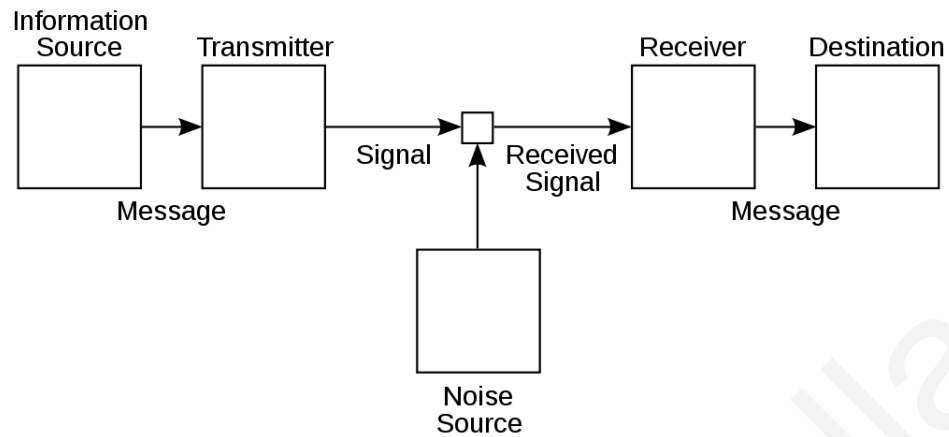 Information
Source
Transmitter
Receiver
Destination
Signal
Received
Signal
Message
Message
Noise
Source